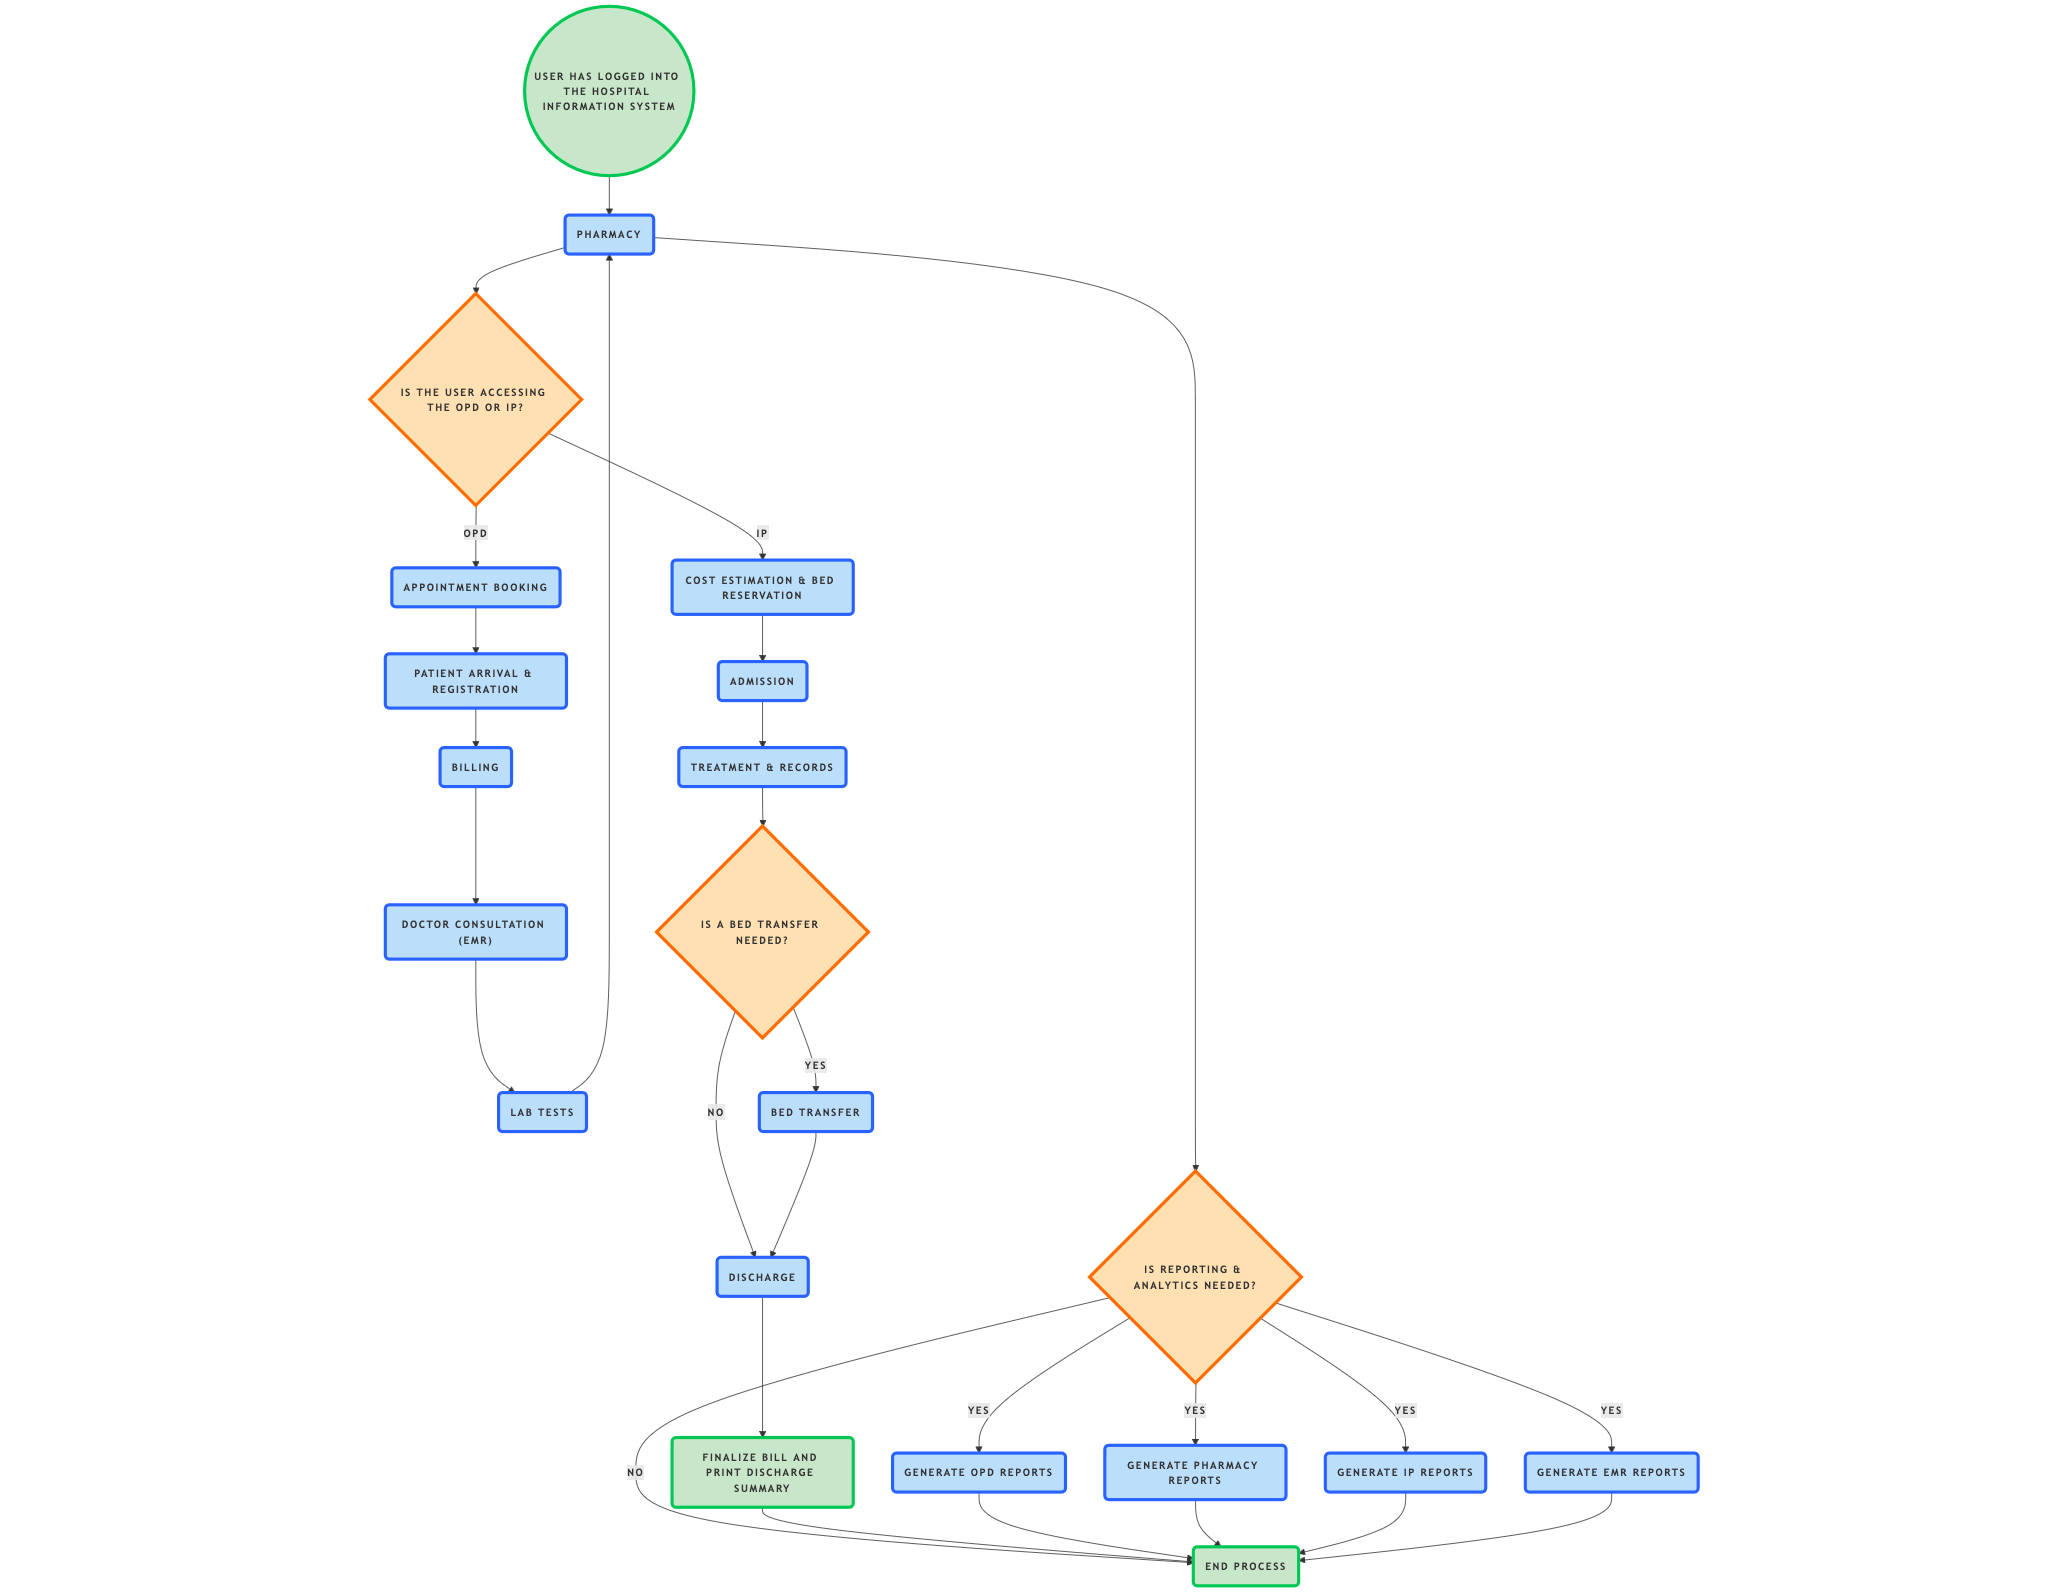 USER HAS LOGGED INTO
THE HOSPITAL
INFORMATION SYSTEM
PHARMACY
IS THE USER ACCESSING
THE OPD OR IP?
OPD
IP
APPOINTMENT BOOKING
COST ESTIMATION & BED
RESERVATION
PATIENT ARRIVAL &
REGISTRATION
ADMISSION
BILLING
TREATMENT & RECORDS
DOCTOR CONSULTATION
(EMR)
IS A BED TRANSFER
NEEDED?
YES
NO
LAB TESTS
BED TRANSFER
DISCHARGE
IS REPORTING &
ANALYTICS NEEDED?
YES
YES
YES
YES
NO
FINALIZE BILL AND
PRINT DISCHARGE
SUMMARY
GENERATE OPD REPORTS
GENERATE PHARMACY
REPORTS
GENERATE IP REPORTS
GENERATE EMR REPORTS
END PROCESS